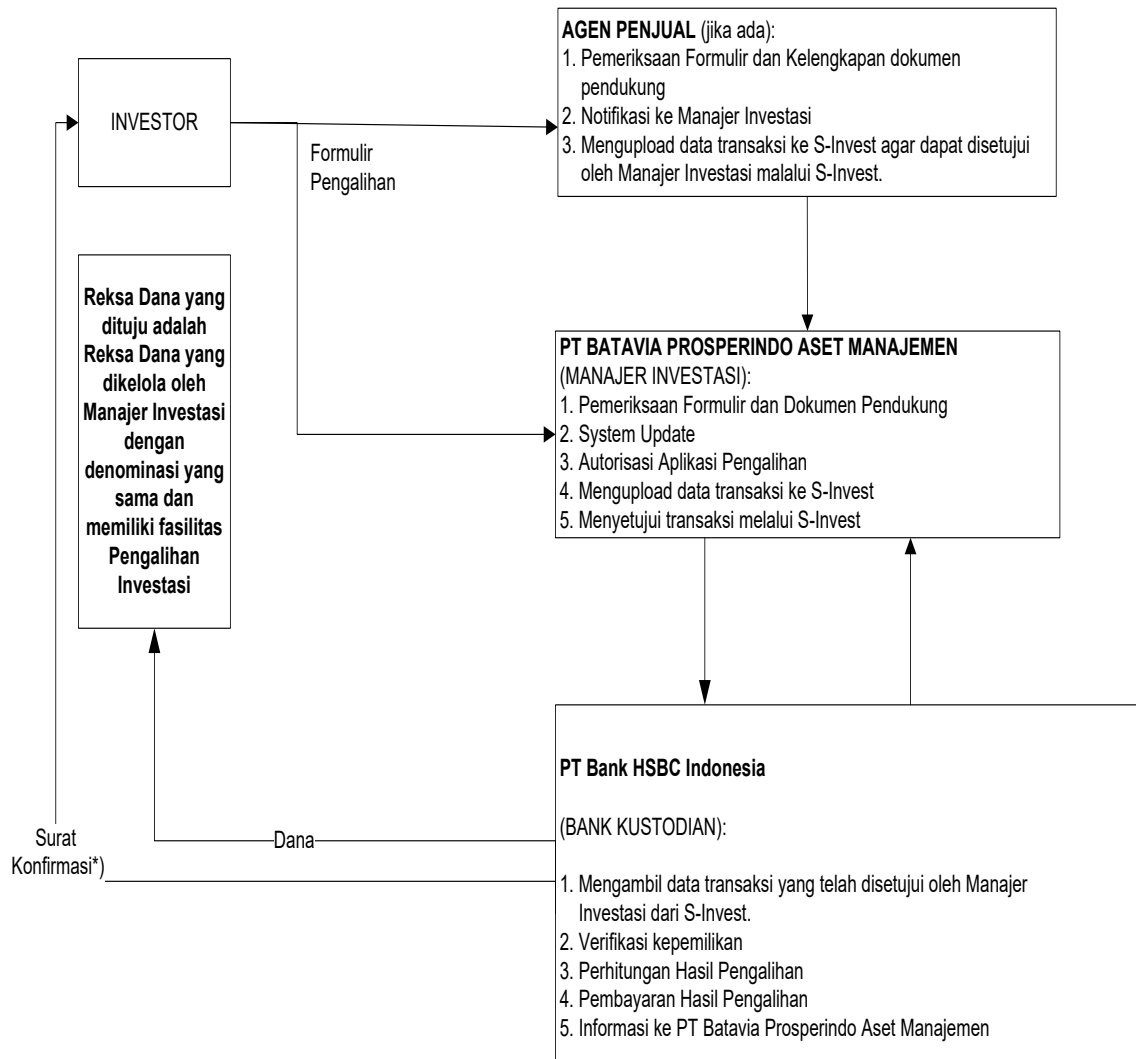 AGEN PENJUAL (jika ada):
1. Pemeriksaan Formulir dan Kelengkapan dokumen
pendukung
2. Notifikasi ke Manajer Investasi
3. Mengupload data transaksi ke S-Invest agar dapat disetujui
oleh Manajer Investasi malalui S-Invest.
INVESTOR
Formulir
Pengalihan
Reksa Dana yang
dituju adalah
Reksa Dana yang
dikelola oleh
Manajer Investasi
dengan
denominasi yang
sama dan
memiliki fasilitas
Pengalihan
Investasi
PT BATAVIA PROSPERINDO ASET MANAJEMEN
(MANAJER INVESTASI):
1. Pemeriksaan Formulir dan Dokumen Pendukung
2. System Update
3. Autorisasi Aplikasi Pengalihan
4. Mengupload data transaksi ke S-Invest
5. Menyetujui transaksi melalui S-Invest
PT Bank HSBC Indonesia
(BANK KUSTODIAN):
1. Mengambil data transaksi yang telah disetujui oleh Manajer
Investasi dari S-Invest.
2. Verifikasi kepemilikan
3. Perhitungan Hasil Pengalihan
4. Pembayaran Hasil Pengalihan
5. Informasi ke PT Batavia Prosperindo Aset Manajemen
Dana
Surat
Konfirmasi*)